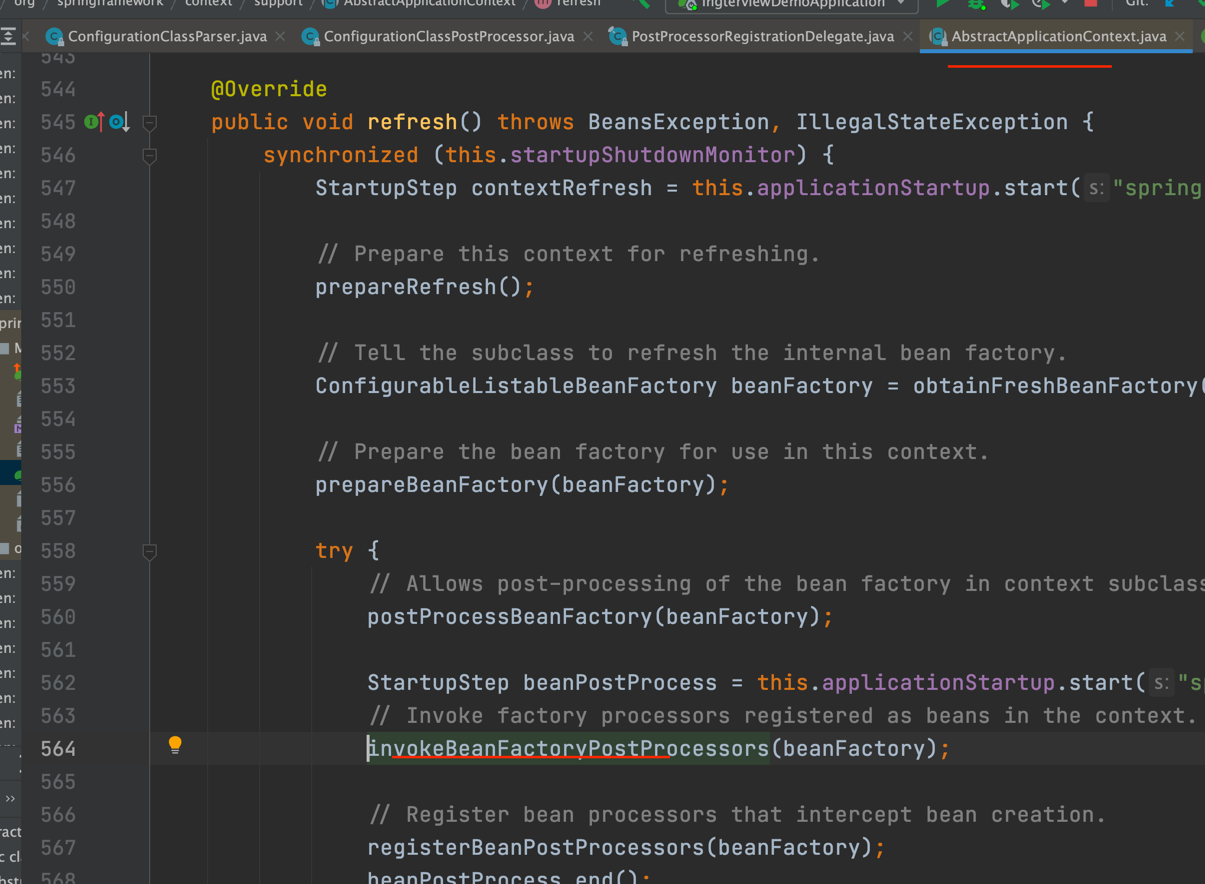 org springframework context support AbstractApplicationContext refresh IngterviewDemoApplication Git:
ConfigurationClassParser.java ConfigurationClassPostProcessor.java PostProcessorRegistrationDelegate.java AbstractApplicationContext.java
543
544 @Override
545 public void refresh() throws BeansException, IllegalStateException {
546 synchronized (this.startupShutdownMonitor) {
547 StartupStep contextRefresh = this.applicationStartup.start( s: "spring
548
549 // Prepare this context for refreshing.
550 prepareRefresh();
551
552 // Tell the subclass to refresh the internal bean factory.
553 ConfigurableListableBeanFactory beanFactory = obtainFreshBeanFactory(
554
555 // Prepare the bean factory for use in this context.
556 prepareBeanFactory(beanFactory);
557
558 try {
559 // Allows post-processing of the bean factory in context subclass
560 postProcessBeanFactory(beanFactory);
561
562 StartupStep beanPostProcess = this.applicationStartup.start( s: "sp
563 // Invoke factory processors registered as beans in the context.
564 invokeBeanFactoryPostProcessors(beanFactory);
565
566 // Register bean processors that intercept bean creation.
567 registerBeanPostProcessors(beanFactory);
568 beanPostProcess.end();